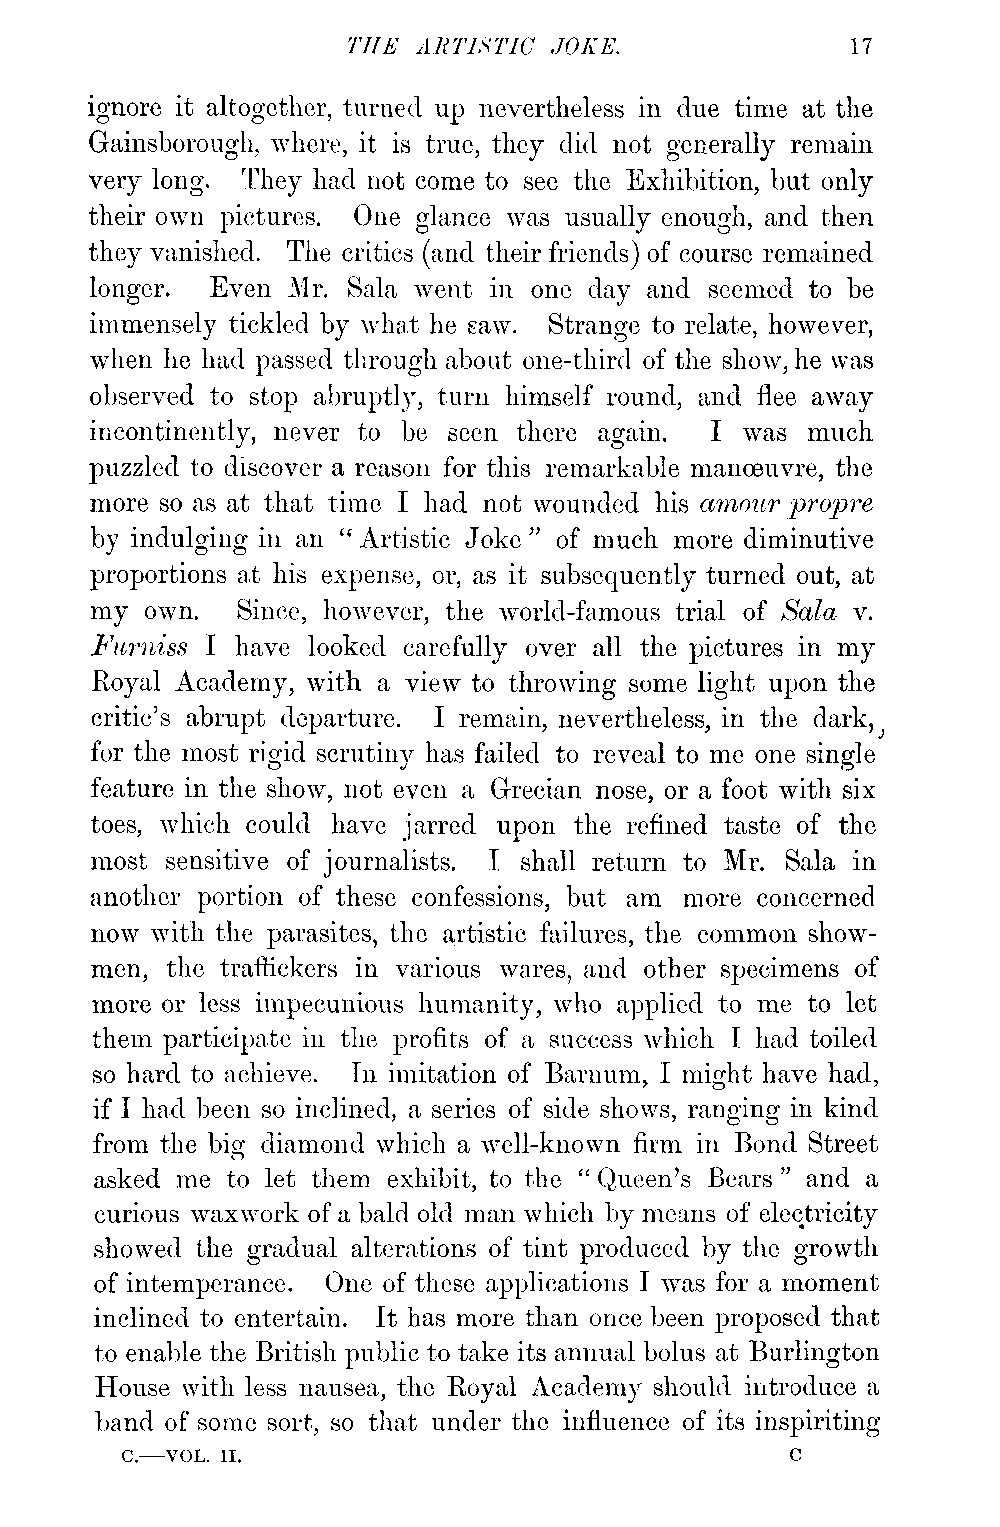 THE ARTISTIC JOKE. 17
ignore it altogether, turned up nevertheless in due time at the
Gainsborough, where, it is true, they did not generally remain
very long. They had not come to see the Exhibition, but only
their own pictures. One glance was usually enough, and then
they vanished. The critics (and their friends) of course remained
longer. Even Mr. Sala went in one day and seemed to be
immensely tickled by what he saw. Strange to relate, however,
when he had passed through about one-third of the show, he was
observed to stop abruptly, turn himself round, and flee away
incontinently, never to be seen there again. I was much
puzzled to discover a reason for this remarkable manœuvre, the
more so as at that time I had not wounded his amour propre
by indulging in an “Artistic Joke” of much more diminutive
proportions at his expense, or, as it subsequently turned out, at
my own. Since, however, the world-famous trial of Sala v.
Furniss I have looked carefully over all the pictures in my
Royal Academy, with a view to throwing some light upon the
critic’s abrupt departure. I remain, nevertheless, in the dark,
for the most rigid scrutiny has failed to reveal to me one single
feature in the show, not even a Grecian nose, or a foot with six
toes, which could have jarred upon the refined taste of the
most sensitive of journalists. I shall return to Mr. Sala in
another portion of these confessions, but am more concerned
now with the parasites, the artistic failures, the common show-
men, the traffickers in various wares, and other specimens of
more or less impecunious humanity, who applied to me to let
them participate in the profits of a success which I had toiled
so hard to achieve. In imitation of Barnum, I might have had,
if I had been so inclined, a series of side shows, ranging in kind
from the big diamond which a well-known firm in Bond Street
asked me to let them exhibit, to the “Queen’s Bears” and a
curious waxwork of a bald old man which by means of electricity
showed the gradual alterations of tint produced by the growth
of intemperance. One of these applications I was for a moment
inclined to entertain. It has more than once been proposed that
to enable the British public to take its annual bolus at Burlington
House with less nausea, the Royal Academy should introduce a
band of some sort, so that under the influence of its inspiriting
C.—VOL. II. C